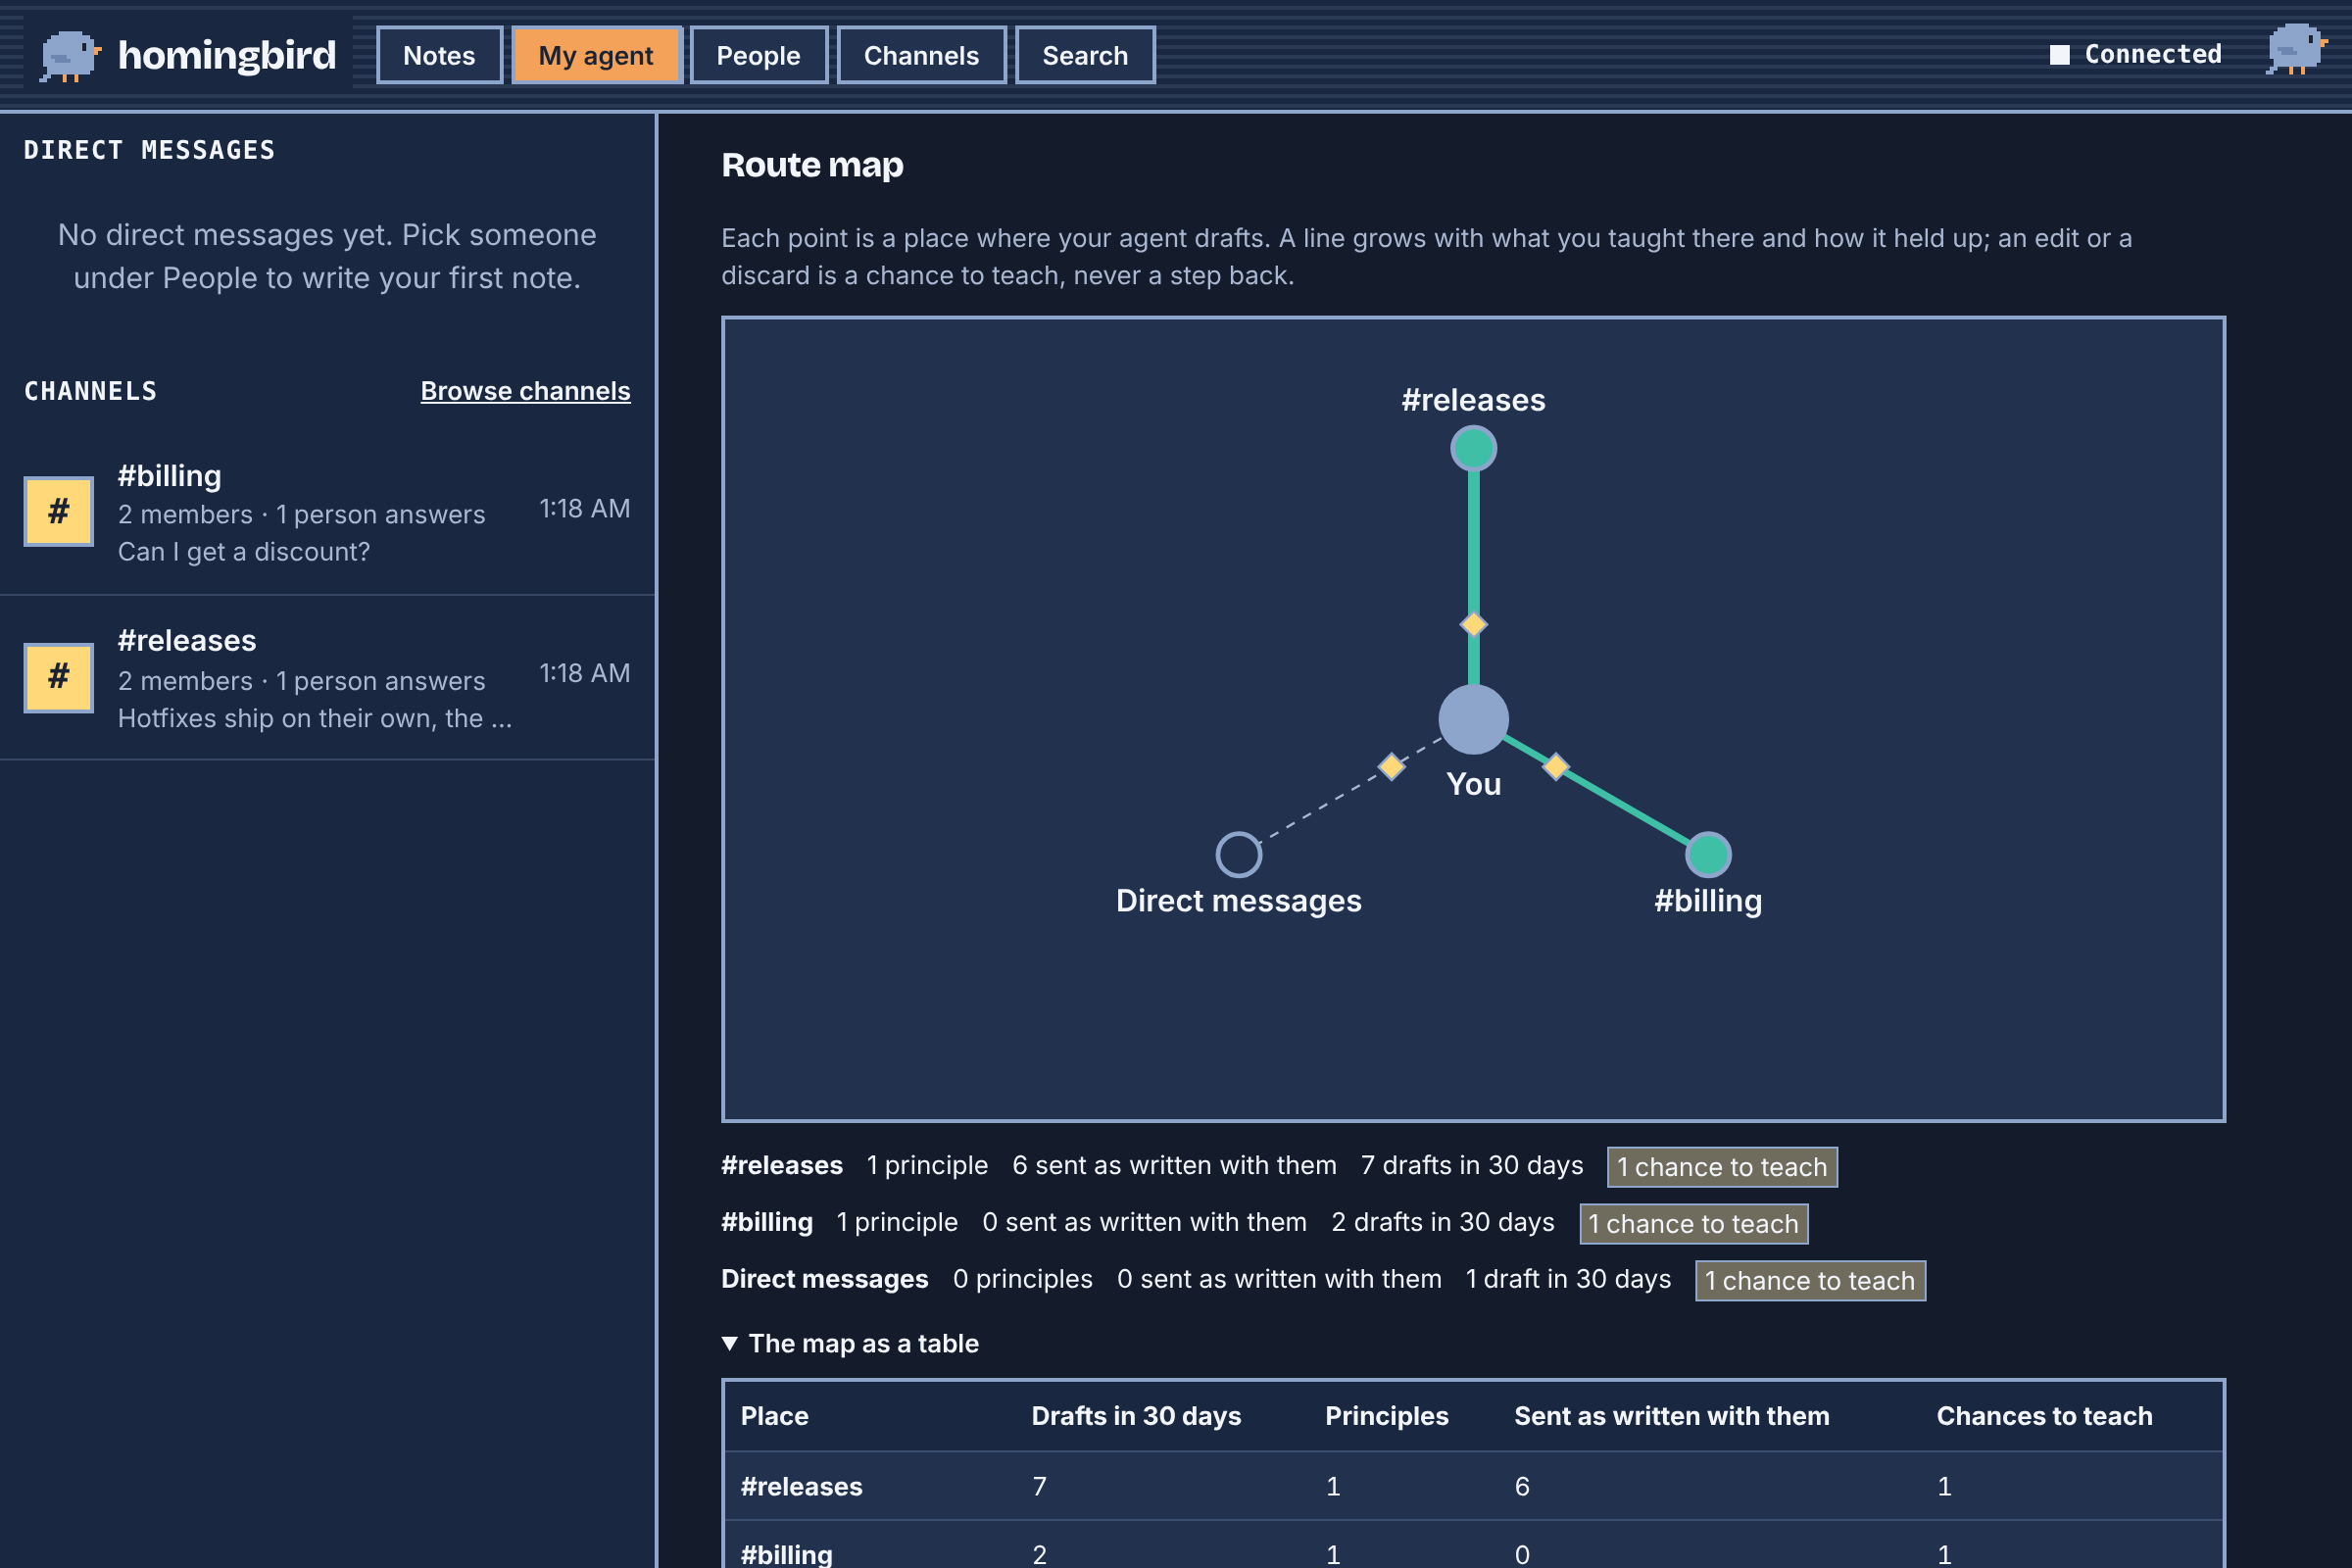 homingbird
Notes
My agent
People
Channels
Search
Connected
DIRECT MESSAGES
No direct messages yet. Pick someone
under People to write your first note.
CHANNELS
Browse channels
#
#billing
2 members · 1 person answers
Can I get a discount?
1:18 AM
#
#releases
2 members · 1 person answers
Hotfixes ship on their own, the ...
1:18 AM
Route map
Each point is a place where your agent drafts. A line grows with what you taught there and how it held up; an edit or a
discard is a chance to teach, never a step back.
#releases
You
Direct messages
#billing
#releases 1 principle 6 sent as written with them 7 drafts in 30 days 1 chance to teach
#billing 1 principle 0 sent as written with them 2 drafts in 30 days 1 chance to teach
Direct messages 0 principles 0 sent as written with them 1 draft in 30 days 1 chance to teach
▼ The map as a table
Place Drafts in 30 days Principles Sent as written with them Chances to teach
#releases 7 1 6 1
#billing 2 1 0 1